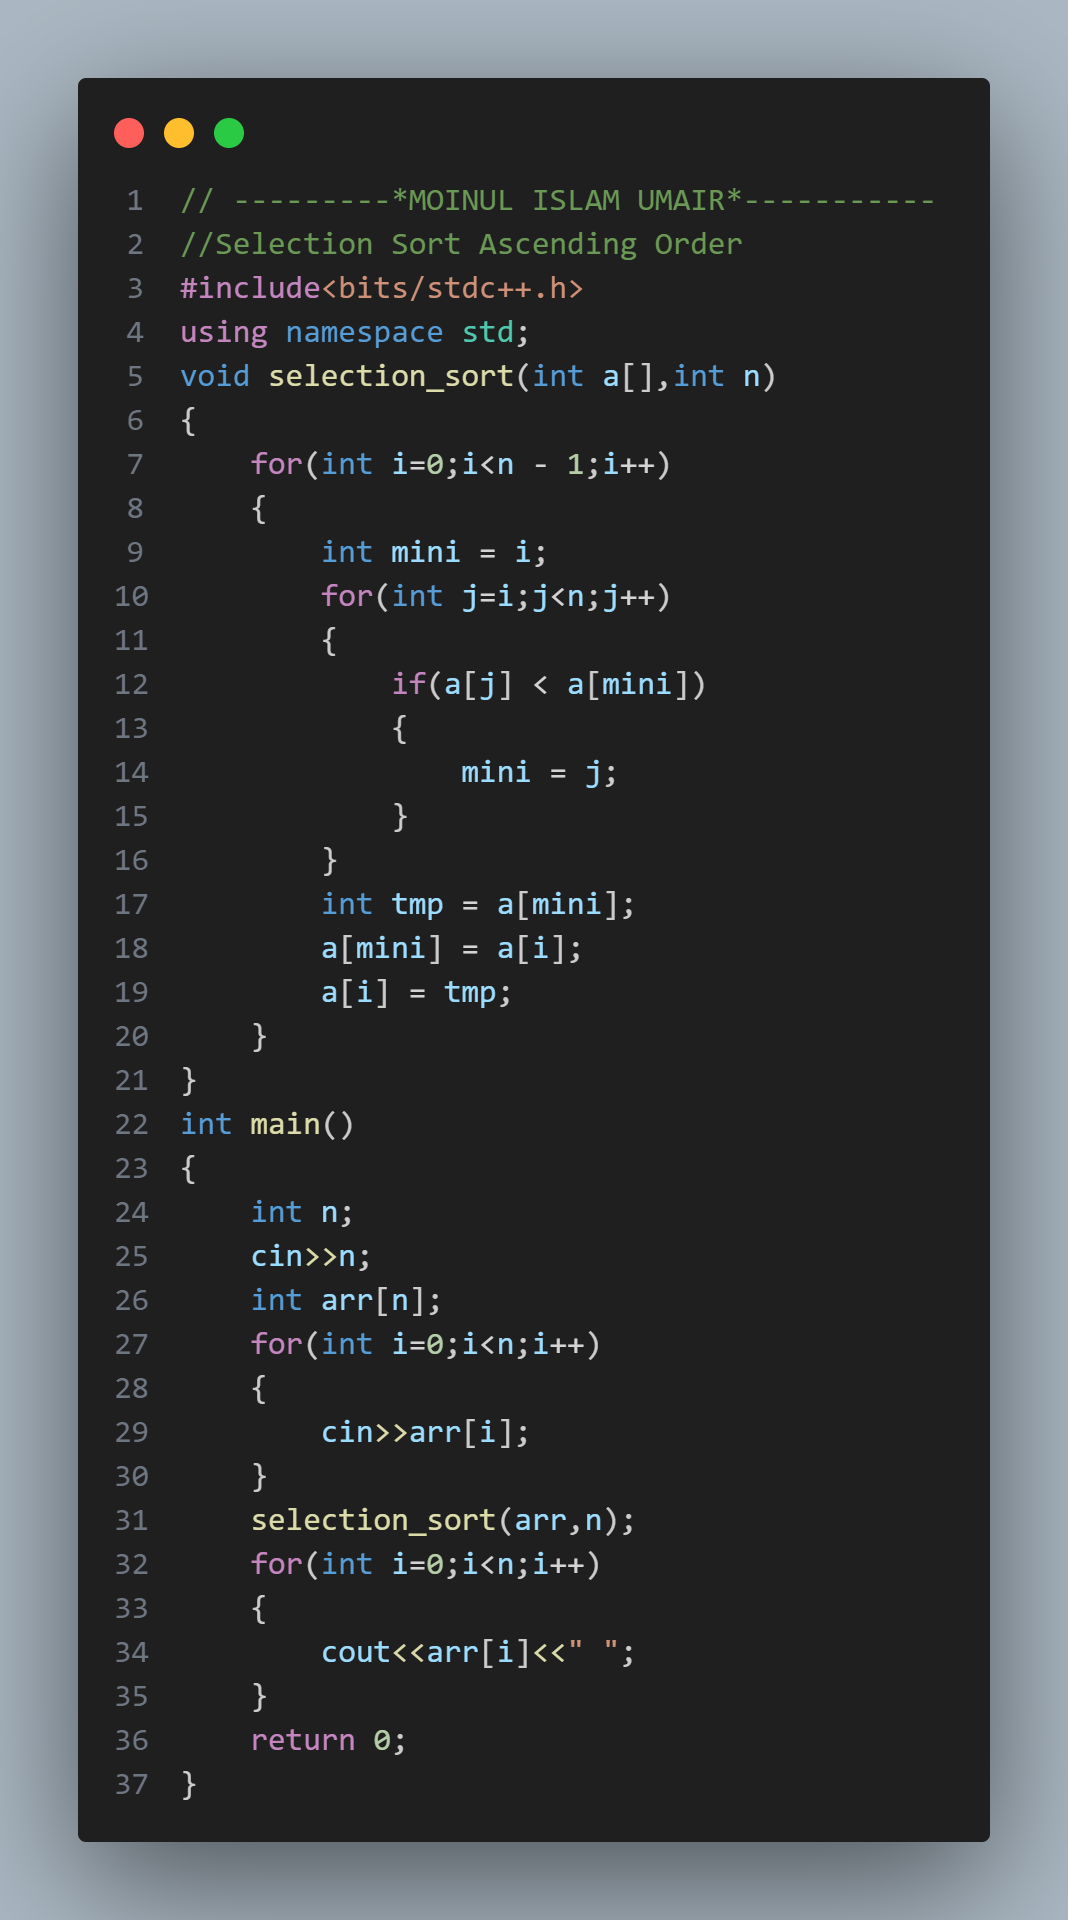 1 // ---------*MOINUL ISLAM UMAIR*-----------
2 //Selection Sort Ascending Order
3 #include<bits/stdc++.h>
4 using namespace std;
5 void selection_sort(int a[],int n)
6 {
7     for(int i=0;i<n - 1;i++)
8     {
9         int mini = i;
10         for(int j=i;j<n;j++)
11         {
12             if(a[j] < a[mini])
13             {
14                 mini = j;
15             }
16         }
17         int tmp = a[mini];
18         a[mini] = a[i];
19         a[i] = tmp;
20     }
21 }
22 int main()
23 {
24     int n;
25     cin>>n;
26     int arr[n];
27     for(int i=0;i<n;i++)
28     {
29         cin>>arr[i];
30     }
31     selection_sort(arr,n);
32     for(int i=0;i<n;i++)
33     {
34         cout<<arr[i]<<" ";
35     }
36     return 0;
37 }